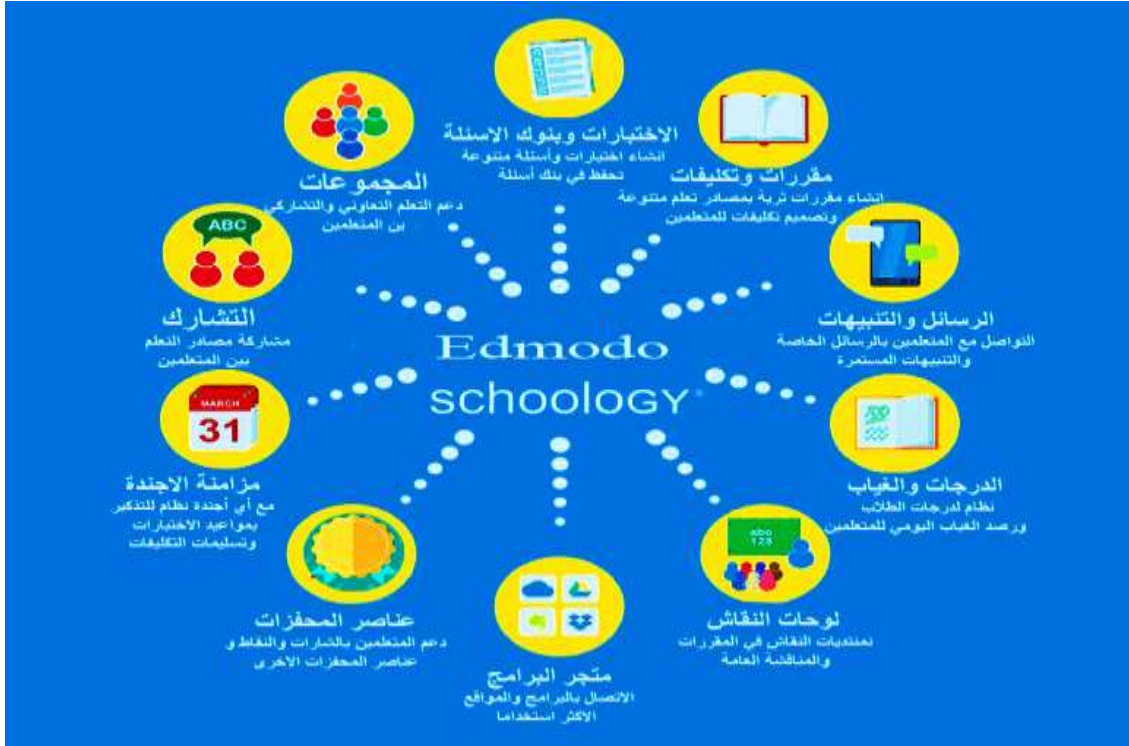 الاختبارات وبنوك الاسئلة
انشاء اختبارات وأسئلة متنوعة
تحفظ في بنك أسئلة
مقررات وتكليفات
إنشاء مقررات ثرية بمصادر تعلم متنوعة
وتصميم تكليفات للمتعلمين
الرسائل والتنبيهات
التواصل مع المتعلمين بالرسائل الخاصة
والتنبيهات المستمرة
الدرجات والغياب
نظام لدرجات الطلاب
ورصد الغياب اليومي للمتعلمين
abc
123
لوحات النقاش
لمنتديات النقاش في المقررات
والمناقشة العامة
متجر البرامج
الاتصال بالبرامج والمواقع
الأكثر استخداما
عناصر المحفزات
دعم المتعلمين بالشارات والنقاط و
عناصر المحفزات الاخرى
MARCH
31
مزامنة الاجندة
مع أي أجندة نظام للتذكير
بمواعيد الاختبارات
وتسليمات التكليفات
ABC
التشارك
مشاركة مصادر التعلم
بين المتعلمين
المجموعات
دعم التعلم التعاوني والتشاركي
بن المتعلمين
Edmodo
schooloGY